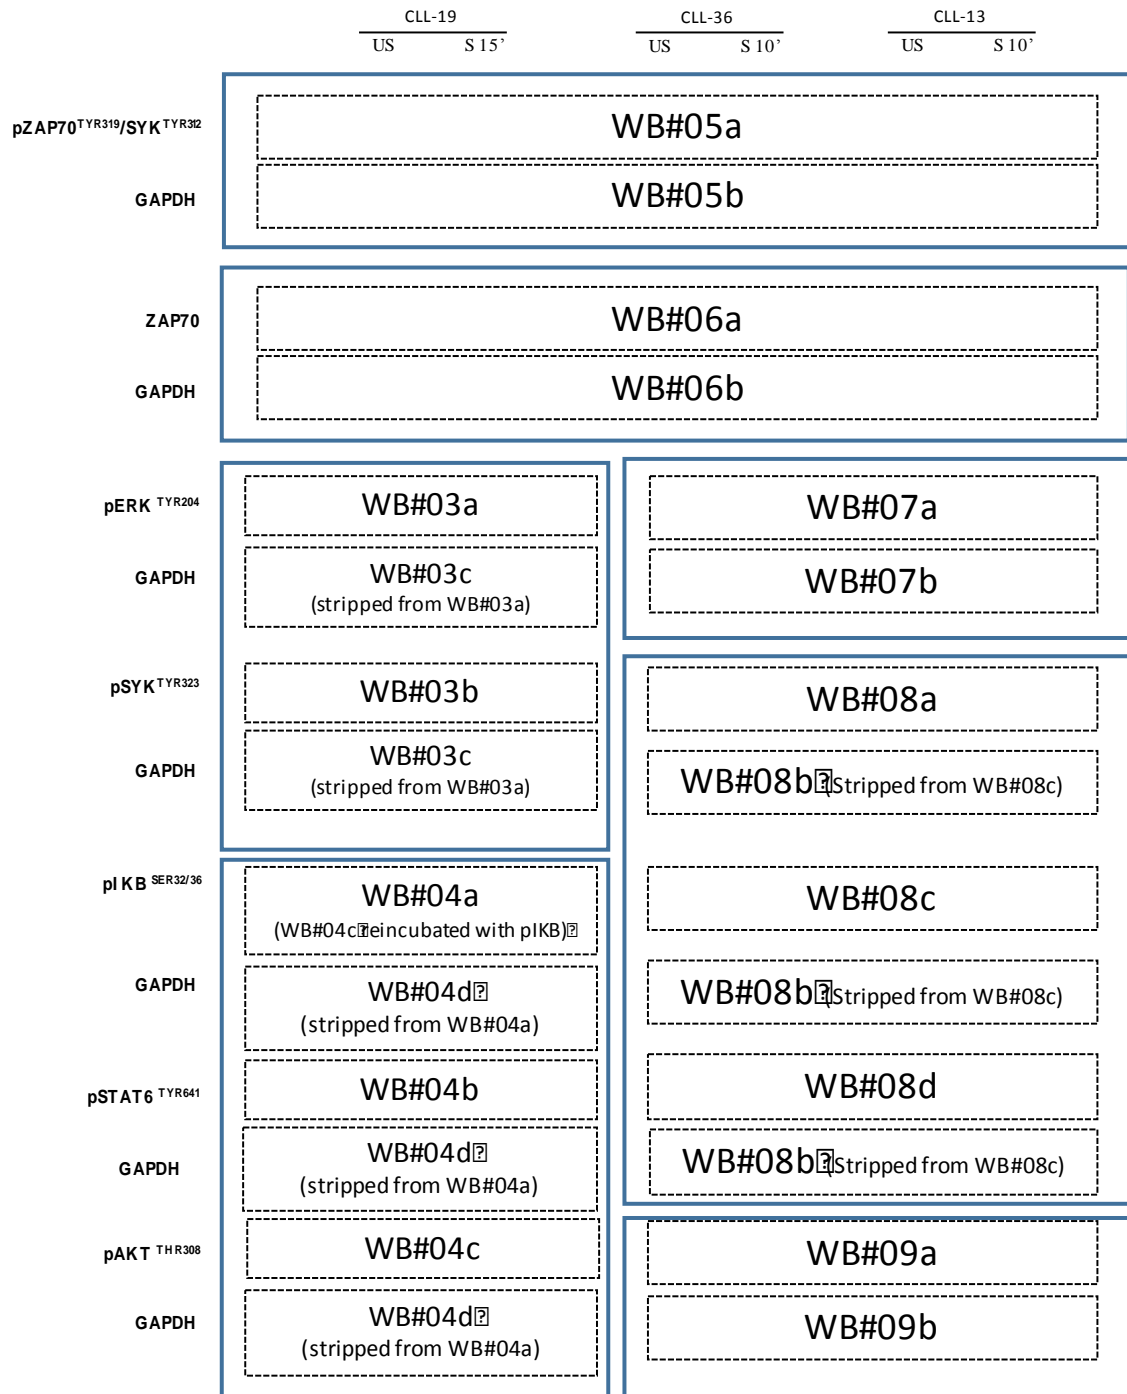 CLL-19 CLL-36 CLL-13
US S 15’ US S 10’ US S 10’
pZAP70TYR319/SYKTYR312 WB#05a
GAPDH WB#05b
ZAP70 WB#06a
GAPDH WB#06b
pERK TYR204 WB#03a WB#07a
GAPDH WB#03c WB#07b
(stripped from WB#03a)
pSYKTYR323 WB#03b WB#08a
GAPDH WB#03c WB#08b (Stripped from WB#08c)
(stripped from WB#03a)
pIKB SER32/36 WB#04a WB#08c
(WB#04c reincubated with pIKB)
GAPDH WB#04d WB#08b (Stripped from WB#08c)
(stripped from WB#04a)
pSTAT6 TYR641 WB#04b WB#08d
GAPDH WB#04d WB#08b (Stripped from WB#08c)
(stripped from WB#04a)
pAKT THR308 WB#04c WB#09a
GAPDH WB#04d WB#09b
(stripped from WB#04a)